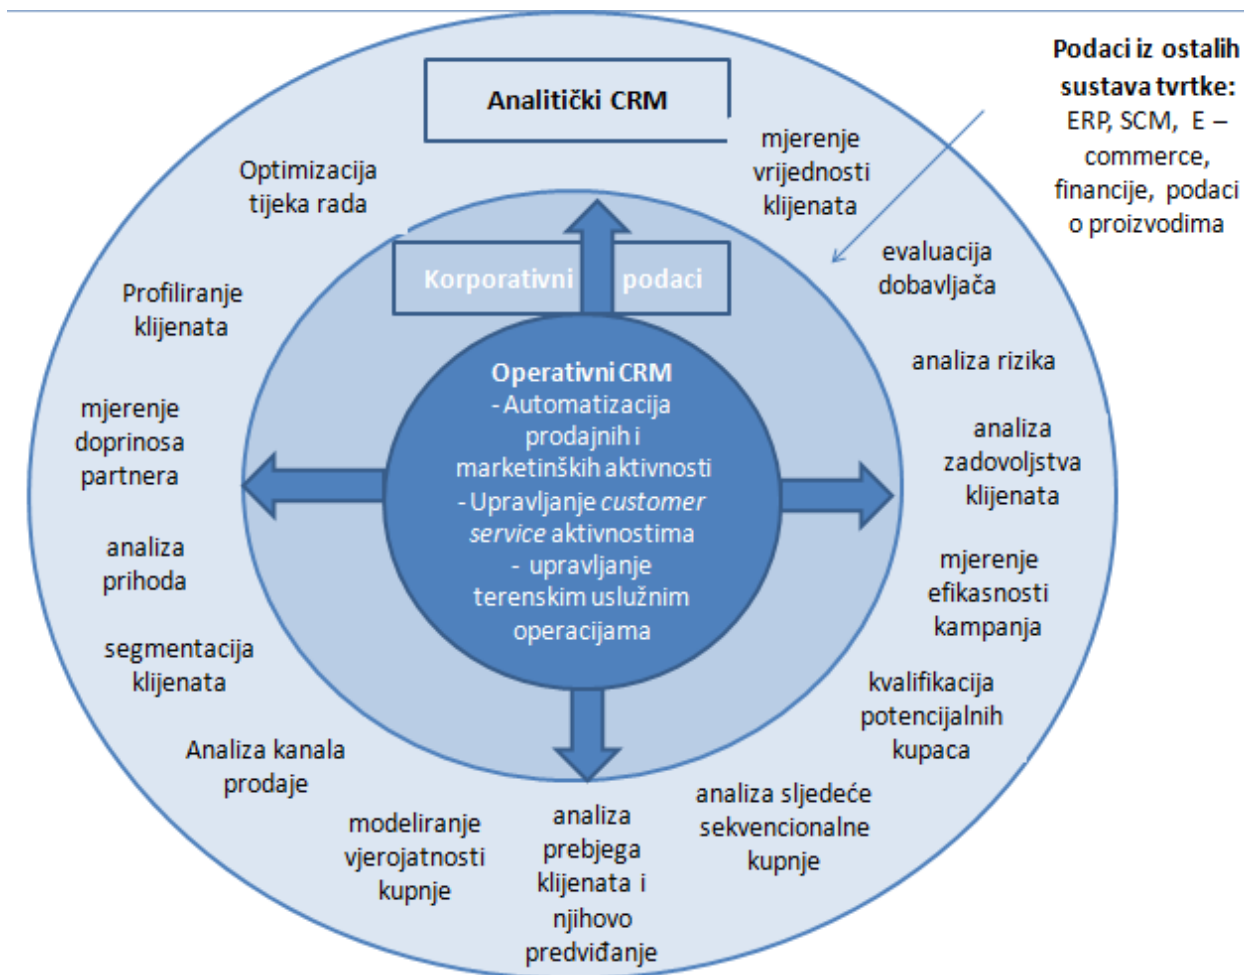 Analitički CRM
Podaci iz ostalih
sustava tvrtke:
ERP, SCM, E –
commerce,
financije, podaci
o proizvodima
Optimizacija
tijeka rada
mjerenje
vrijednosti
klijenata
evaluacija
dobavljača
Profiliranje
klijenata
Korporativni podaci
analiza rizika
mjerenje
doprinosa
partnera
analiza
zadovoljstva
klijenata
Operativni CRM
- Automatizacija
prodajnih i
marketinških aktivnosti
- Upravljanje customer
service aktivnostima
- upravljanje
terenskim uslužnim
operacijama
analiza
prihoda
mjerenje
efikasnosti
kampanja
segmentacija
klijenata
kvalifikacija
potencijalnih
kupaca
Analiza kanala
prodaje
modeliranje
vjerojatnosti
kupnje
analiza
prebjega
klijenata i
njihovo
predviđanje
analiza sljedeće
sekvencionalne
kupnje